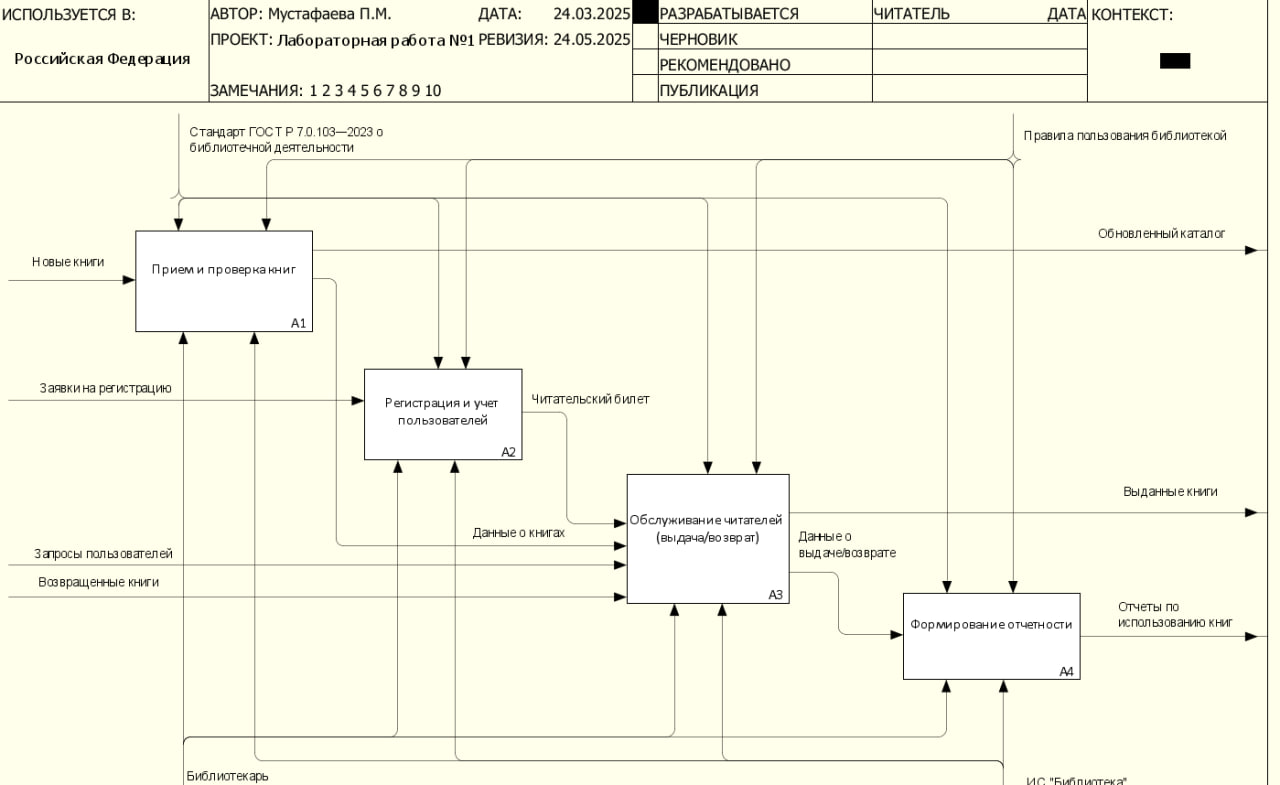 ИСПОЛЬЗУЕТСЯ В:
Российская Федерация
АВТОР: Мустафаева П.М. ДАТА: 24.03.2025
ПРОЕКТ: Лабораторная работа №1 РЕВИЗИЯ: 24.05.2025
ЗАМЕЧАНИЯ: 1 2 3 4 5 6 7 8 9 10
РАЗРАБАТЫВАЕТСЯ
ЧЕРНОВИК
РЕКОМЕНДОВАНО
ПУБЛИКАЦИЯ
ЧИТАТЕЛЬ ДАТА
КОНТЕКСТ:
Стандарт ГОСТ Р 7.0.103—2023 о
библиотечной деятельности
Правила пользования библиотекой
Обновленный каталог
Новые книги
Прием и проверка книг
A1
Заявки на регистрацию
Регистрация и учет
пользователей
A2
Читательский билет
Выданные книги
Обслуживание читателей
(выдача/возврат)
A3
Данные о книгах
Данные о
выдаче/возврате
Запросы пользователей
Возвращенные книги
Формирование отчетности
A4
Отчеты по
использованию книг
Библиотекарь
ИС "Библиотека"